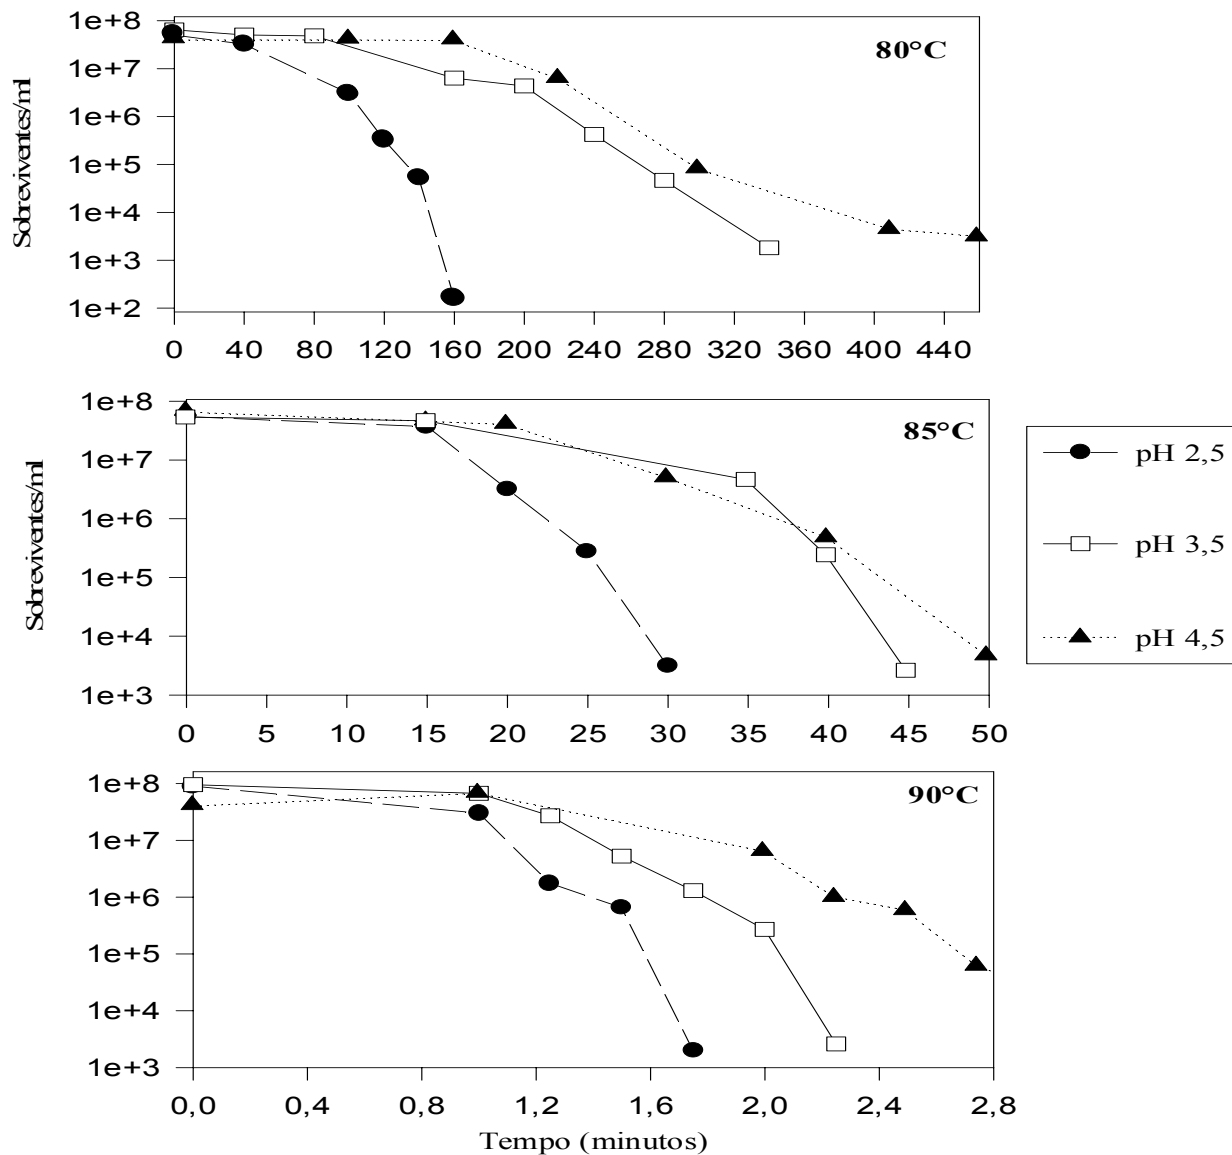 80°C
Sobreviventes/ml
1e+8
1e+7
1e+6
1e+5
1e+4
1e+3
1e+2
0 40 80 120 160 200 240 280 320 360 400 440
85°C
Sobreviventes/ml
1e+8
1e+7
1e+6
1e+5
1e+4
1e+3
0 5 10 15 20 25 30 35 40 45 50
pH 2,5
pH 3,5
pH 4,5
90°C
1e+8
1e+7
1e+6
1e+5
1e+4
1e+3
0,0 0,4 0,8 1,2 1,6 2,0 2,4 2,8
Tempo (minutos)